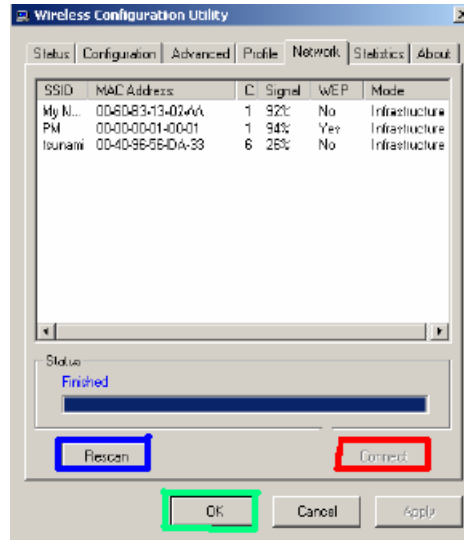 Wireless Configuration Utility
Status Configuration Advanced Profile Network Statistics About
SSID MAC Address C Signal WEP Mode
My N... 00-60-B3-13-02-AA 1 92% No Infrastructure
PM 00-00-00-01-00-01 1 94% Yes Infrastructure
tsunami 00-40-96-56-DA-33 6 26% No Infrastructure
Status
Finished
Rescan Connect
OK Cancel Apply